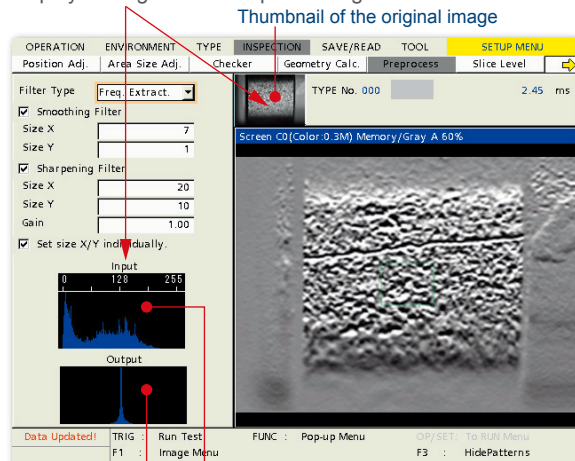 Thumbnail of the original image
OPERATION ENVIRONMENT TYPE INSPECTION SAVE/READ TOOL SETUP MENU
Position Adj. Area Size Adj. Checker Geometry Calc. Preprocess Slice Level
Filter Type Freq. Extract. TYPE No. 000 2.45 ms
Smoothing Filter
Screen C0(Color:0.3M) Memory/Gray A 60%
Size X 7
Size Y 1
Sharpening Filter
Size X 20
Size Y 10
Gain 1.00
Set size X/Y individually.
Input
0 128 255
Output
Data Updated! TRIG : Run Test FUNC : Pop-up Menu OP/SET: To RUN Menu
F1 : Image Menu F3 : HidePatterns